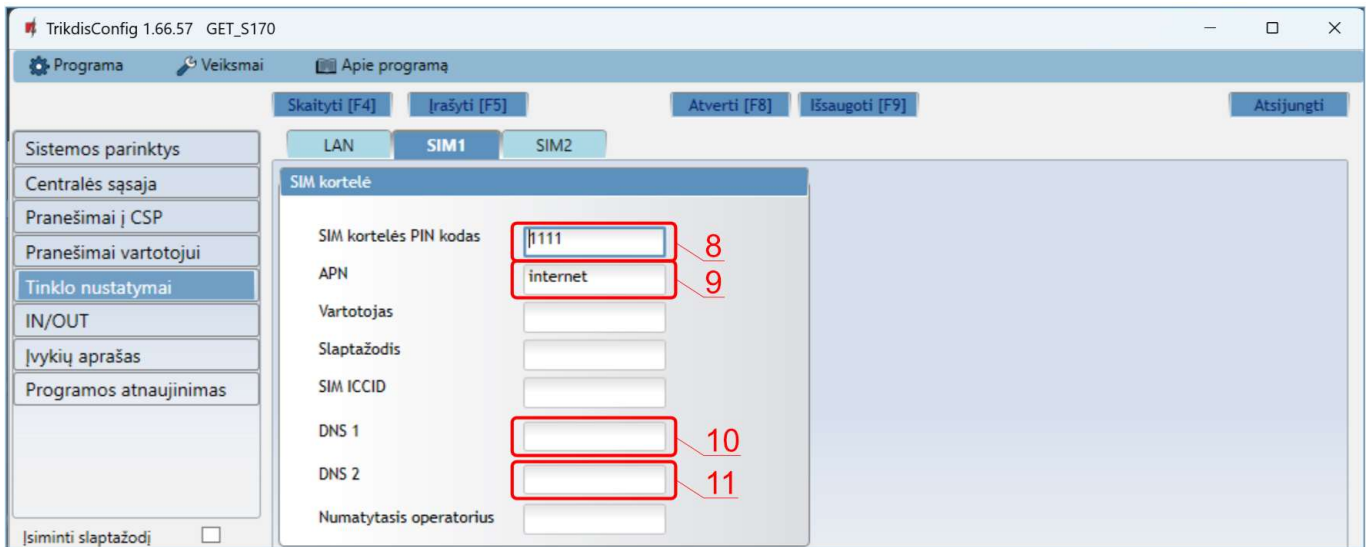 TrikdisConfig 1.66.57 GET_S170
Programa Veiksmai Apie programą
Skaityti [F4] Įrašyti [F5] Atverti [F8] Išsaugoti [F9] Atsijungti
Sistemos parinktys
Centralės sąsaja
Pranešimai į CSP
Pranešimai vartotojui
Tinklo nustatymai
IN/OUT
Įvykių aprašas
Programos atnaujinimas
Įsiminti slaptažodį
LAN SIM1 SIM2
SIM kortelė
SIM kortelės PIN kodas 1111 8
APN internet 9
Vartotojas
Slaptažodis
SIM ICCID
DNS 1 10
DNS 2 11
Numatytasis operatorius